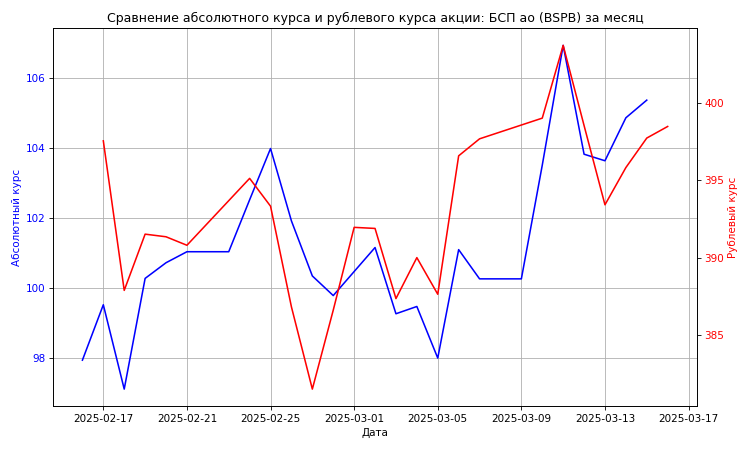 Сравнение абсолютного курса и рублевого курса акции: БСП ао (BSPB) за месяц
Абсолютный курс
106
104
102
100
98
400
395
390
385
Рублевый курс
2025-02-17 2025-02-21 2025-02-25 2025-03-01 2025-03-05 2025-03-09 2025-03-13 2025-03-17
Дата